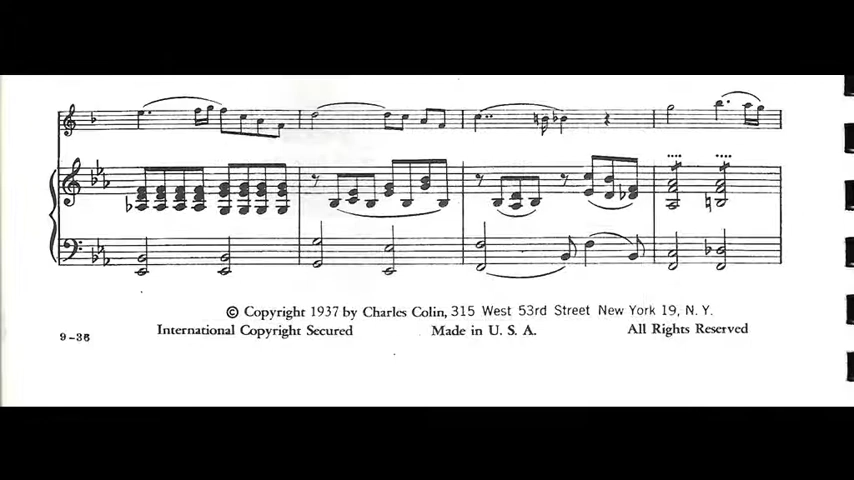 © Copyright 1937 by Charles Colin, 315 West 53rd Street New York 19, N. Y.
9-36 International Copyright Secured Made in U. S. A. All Rights Reserved